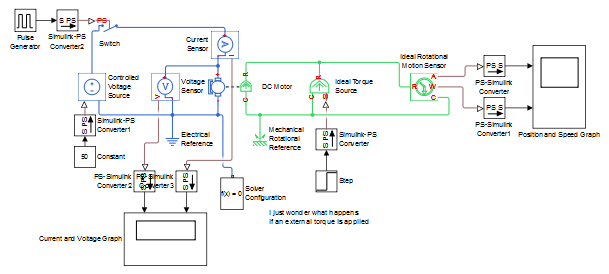 Pulse
Generator
S PS
Simulink-PS
Converter2
PS
Switch
Current
Sensor
A
I
Controlled
Voltage
Source
V
Voltage
Sensor
V
DC Motor
R
C
R
Ideal Torque
Source
C
S
Ideal Rotational
Motion Sensor
R
A
W
C
PS S
PS-Simulink
Converter
PS S
PS-Simulink
Converter1
Position and Speed Graph
S PS
Simulink-PS
Converter1
50
Constant
Electrical
Reference
Mechanical
Rotational
Reference
S PS
Simulink-PS
Converter
Step
PS-Simulink
Converter2
PS-Simulink
Converter3
f(x) = 0
Solver
Configuration
I just wonder what happens
if an external torque is applied
Current and Voltage Graph